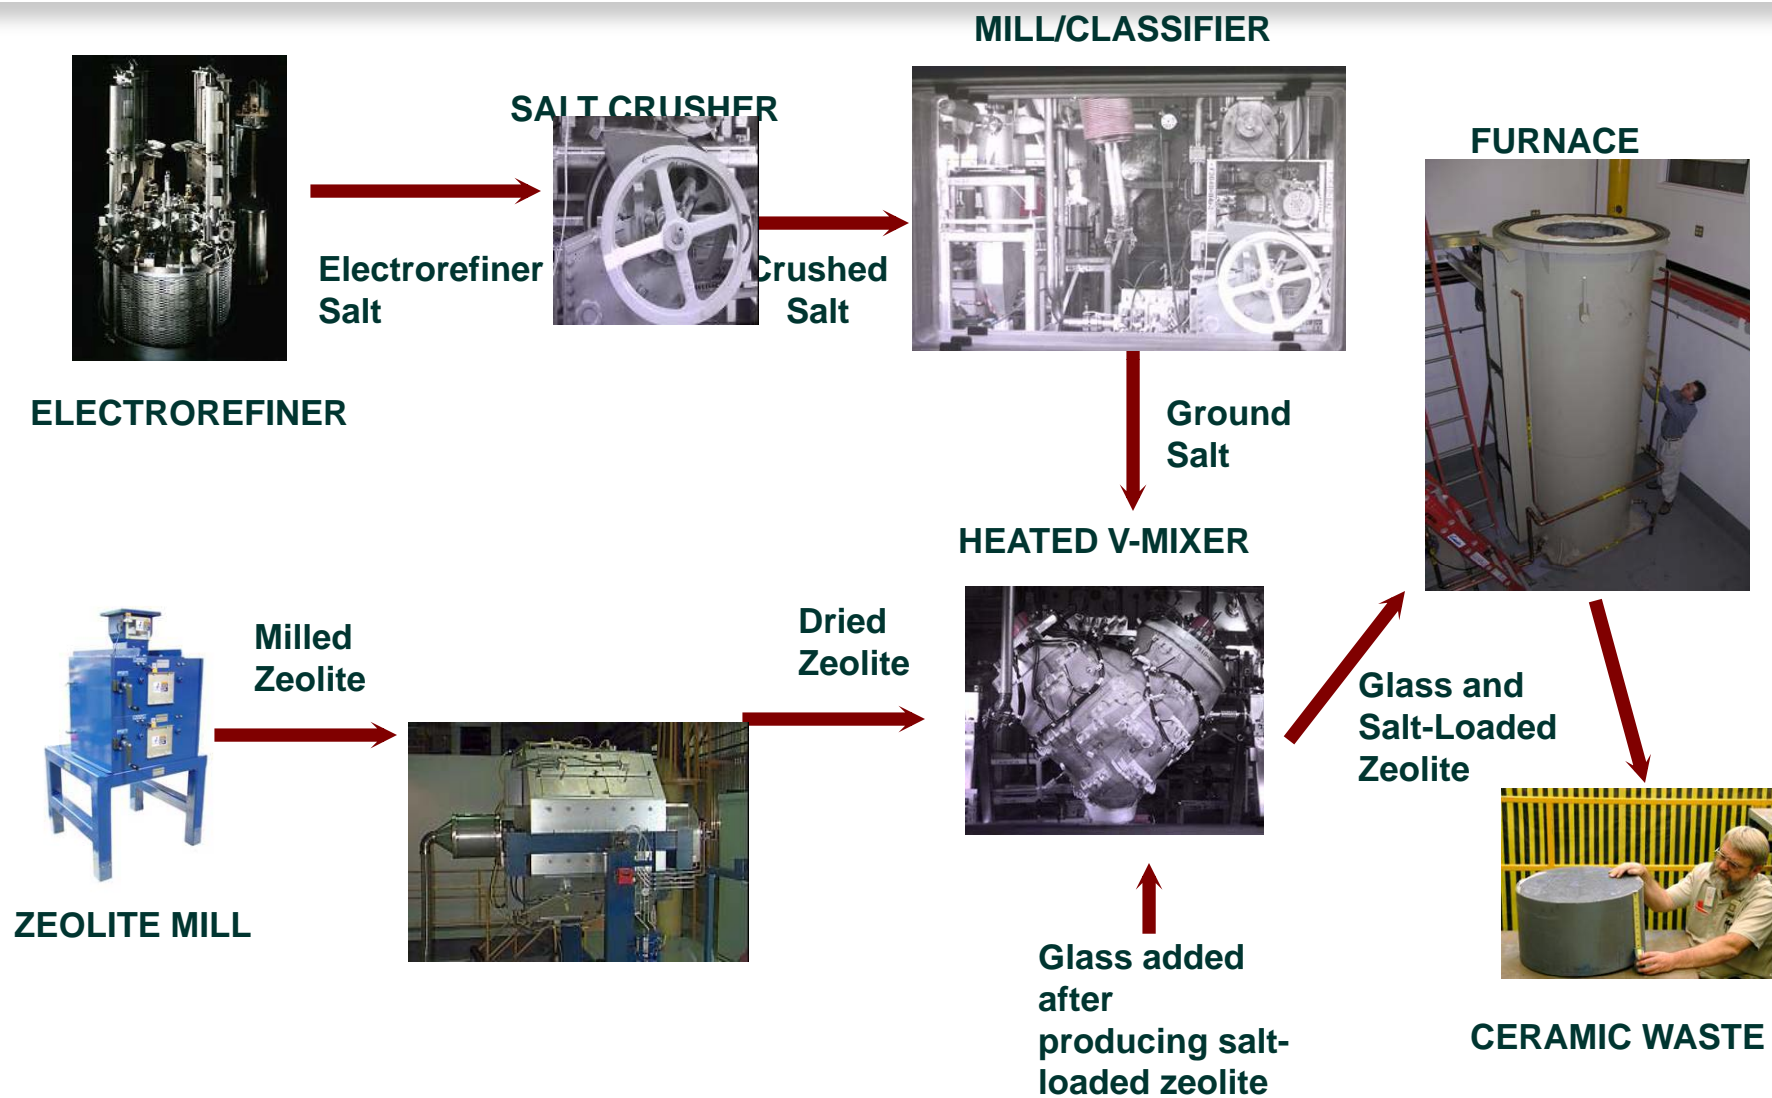 MILL/CLASSIFIER
SALT CRUSHER
FURNACE
Electrorefiner
Salt
Crushed
Salt
ELECTROREFINER
Ground
Salt
HEATED V-MIXER
Milled
Zeolite
Dried
Zeolite
Glass and
Salt-Loaded
Zeolite
ZEOLITE MILL
Glass added
after
producing salt-
loaded zeolite
CERAMIC WASTE